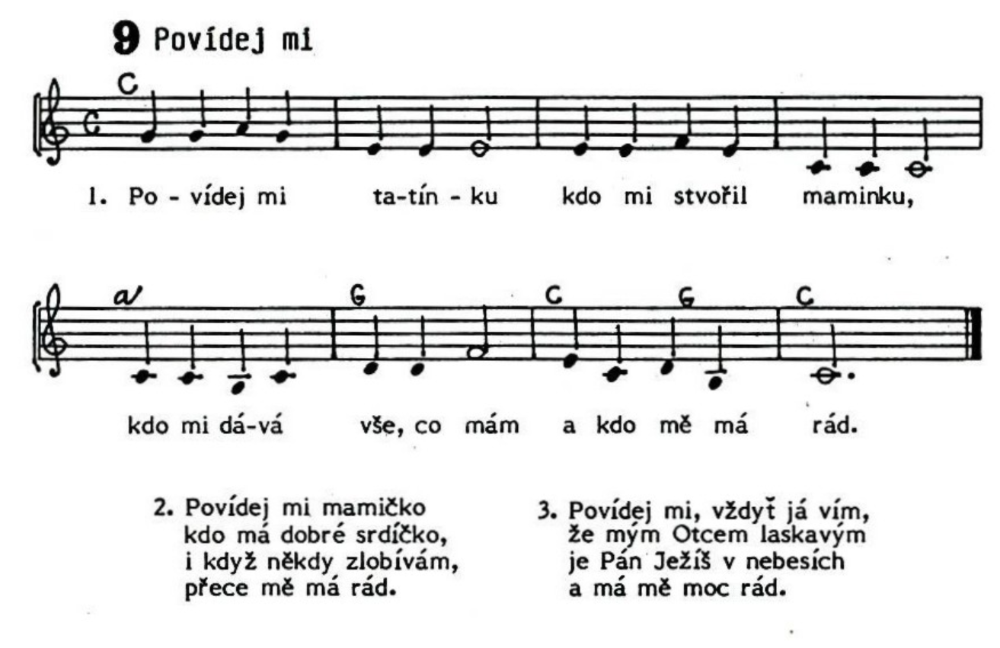 9 Povídej mi
C
1. Po - vídej mi ta-tín - ku kdo mi stvořil maminku,
a G C G C
kdo mi dá-vá vše, co mám a kdo mě má rád.
2. Povídej mi mamičko
kdo má dobré srdíčko,
i když někdy zlobívám,
přece mě má rád.
3. Povídej mi, vždyť já vím,
že mým Otcem laskavým
je Pán Ježíš v nebesích
a má mě moc rád.